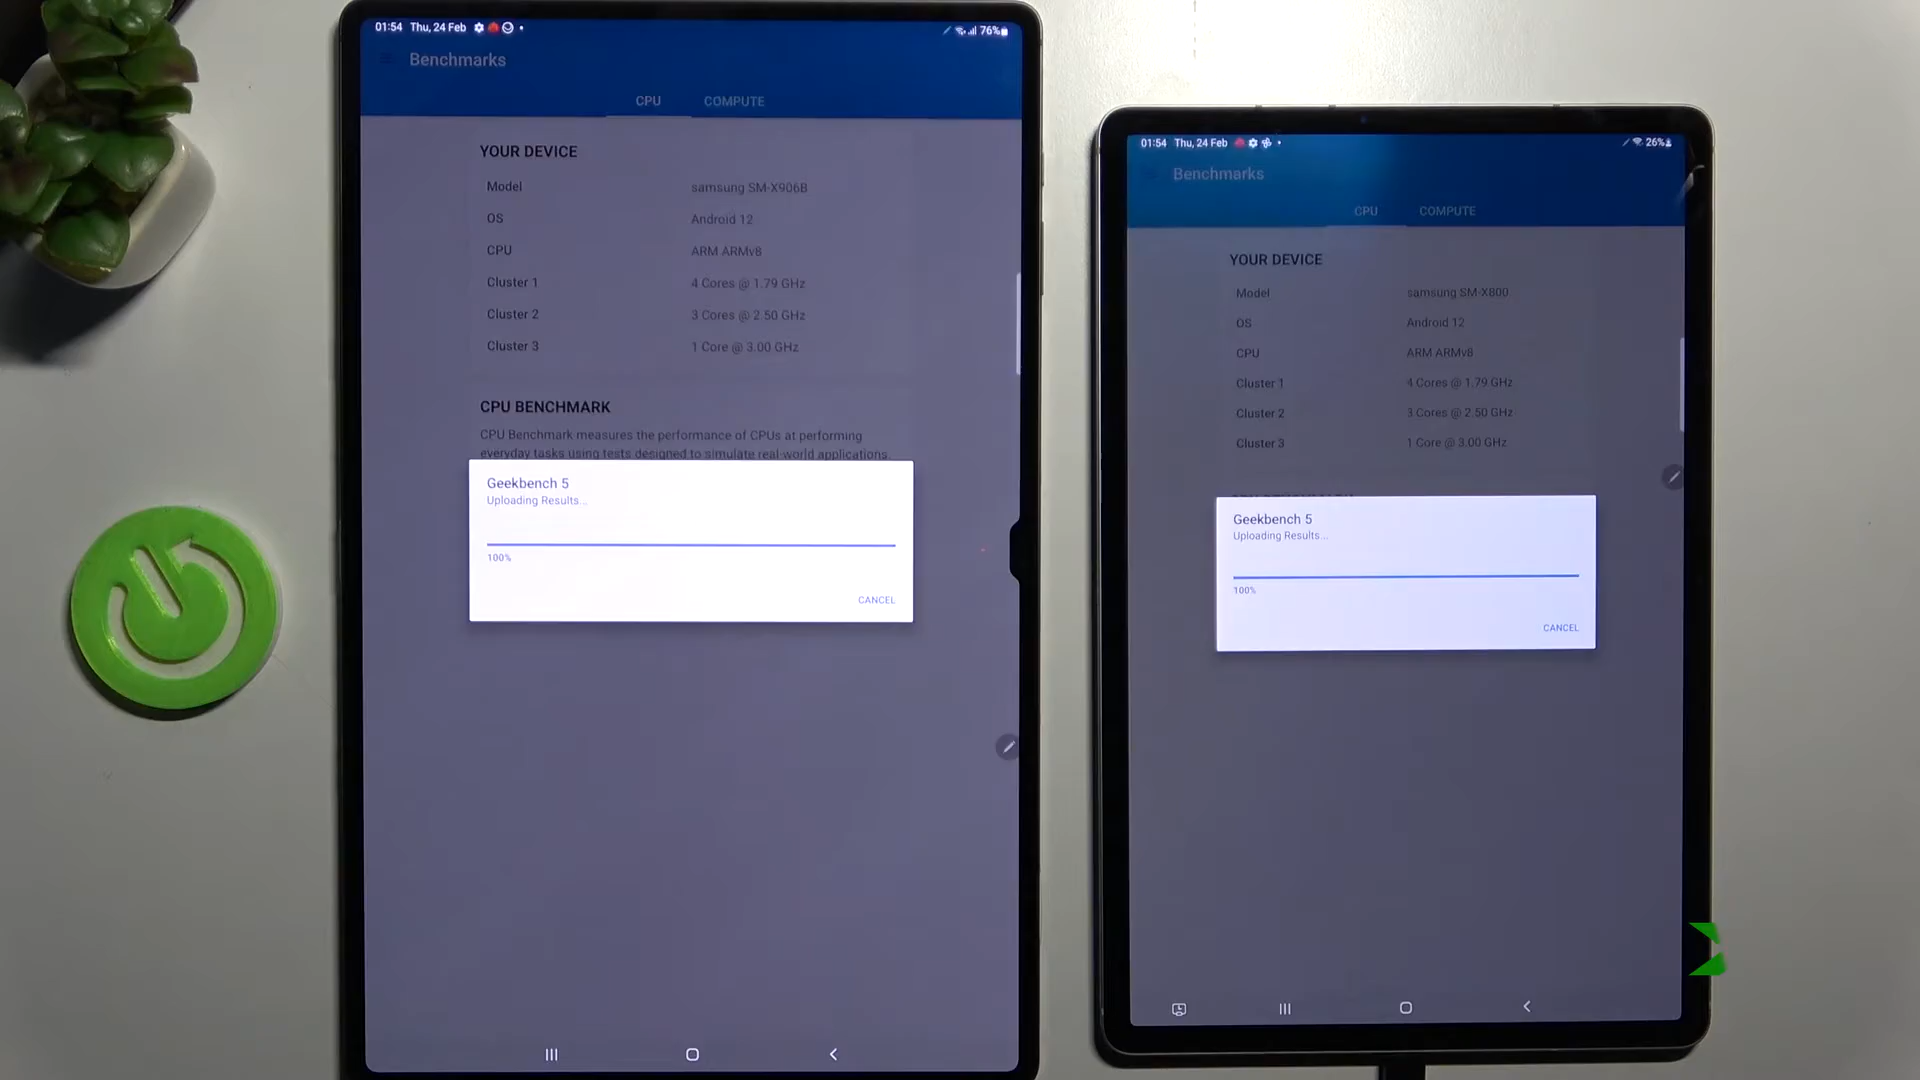 01:54 Thu, 24 Feb
76%
Benchmarks
CPU COMPUTE
YOUR DEVICE
Model samsung SM-X906B
OS Android 12
CPU ARM ARMv8
Cluster 1 4 Cores @ 1.79 GHz
Cluster 2 3 Cores @ 2.50 GHz
Cluster 3 1 Core @ 3.00 GHz
CPU BENCHMARK
CPU Benchmark measures the performance of CPUs at performing
everyday tasks using tests designed to simulate real-world applications.
Geekbench 5
Uploading Results...
100%
CANCEL
01:54 Thu, 24 Feb
26%
Benchmarks
CPU COMPUTE
YOUR DEVICE
Model samsung SM-X800
OS Android 12
CPU ARM ARMv8
Cluster 1 4 Cores @ 1.79 GHz
Cluster 2 3 Cores @ 2.50 GHz
Cluster 3 1 Core @ 3.00 GHz
Geekbench 5
Uploading Results...
100%
CANCEL